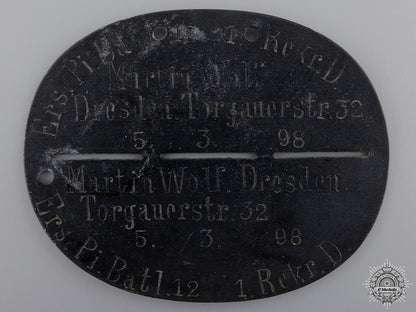 Ers. Pi. Bt 12 1. Rekr. D.
Martin Wolf
Dresden. Torgauerstr. 32
5. 3. 98
Martin Wolf. Dresden.
Torgauerstr. 32
5. 3. 98
Ers. Pi. Batl. 12 1. Rekr. D.